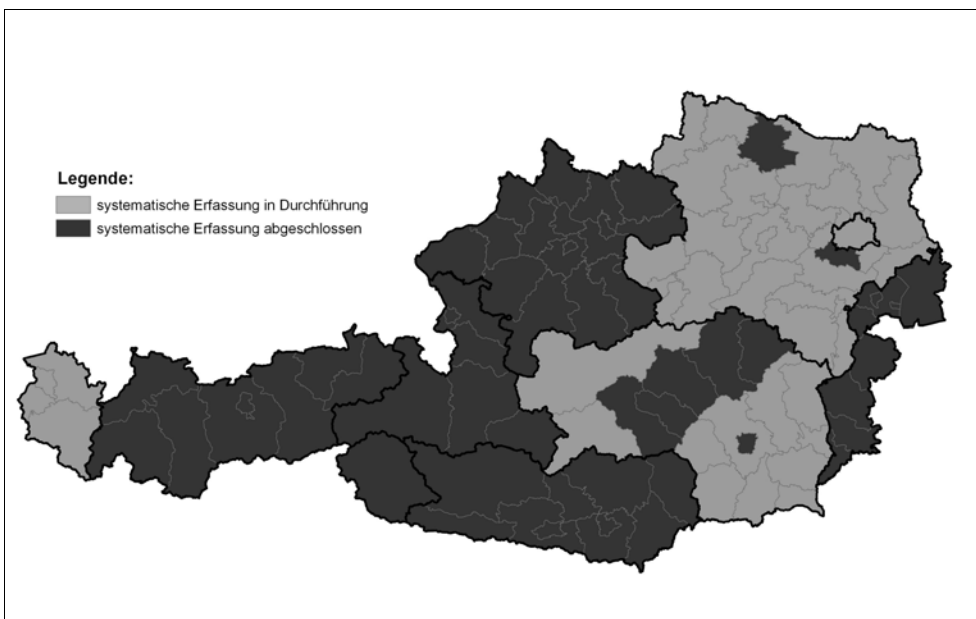 Legende:
systematische Erfassung in Durchführung
systematische Erfassung abgeschlossen